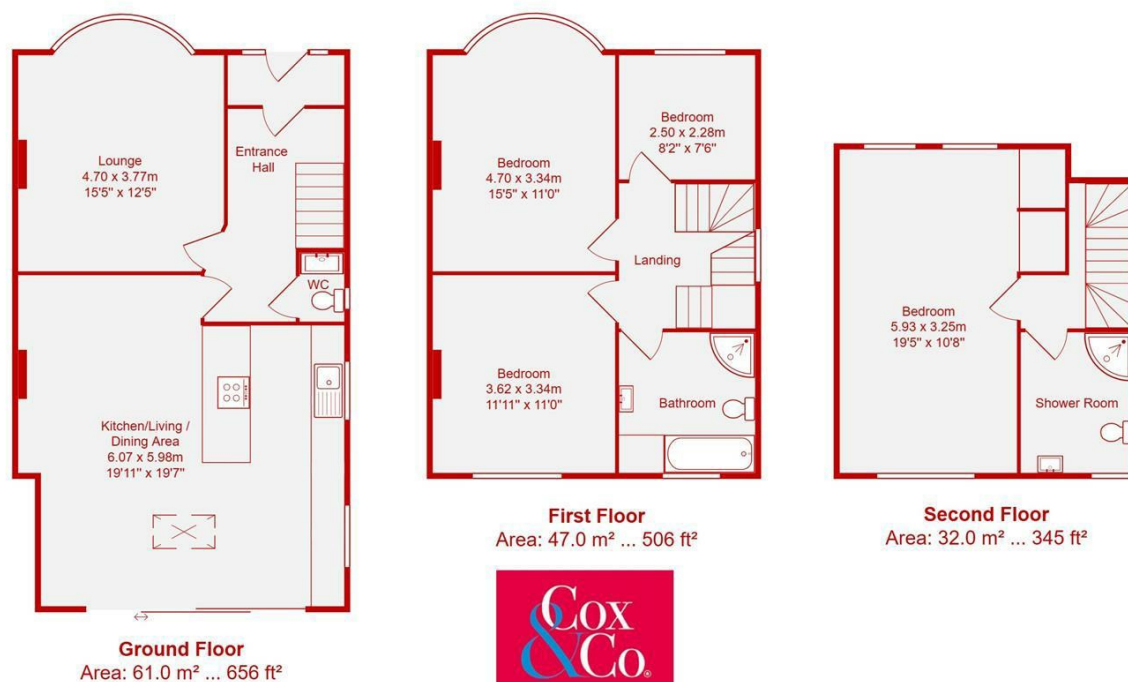 Lounge
4.70 x 3.77m
15'5" x 12'5"
Entrance
Hall
WC
Kitchen/Living /
Dining Area
6.07 x 5.98m
19'11" x 19'7"
Ground Floor
Area: 61.0 m² ... 656 ft²
Bedroom
4.70 x 3.34m
15'5" x 11'0"
Bedroom
2.50 x 2.28m
8'2" x 7'6"
Landing
Bedroom
3.62 x 3.34m
11'11" x 11'0"
Bathroom
First Floor
Area: 47.0 m² ... 506 ft²
Bedroom
5.93 x 3.25m
19'5" x 10'8"
Shower Room
Second Floor
Area: 32.0 m² ... 345 ft²
Cox
& Co.®